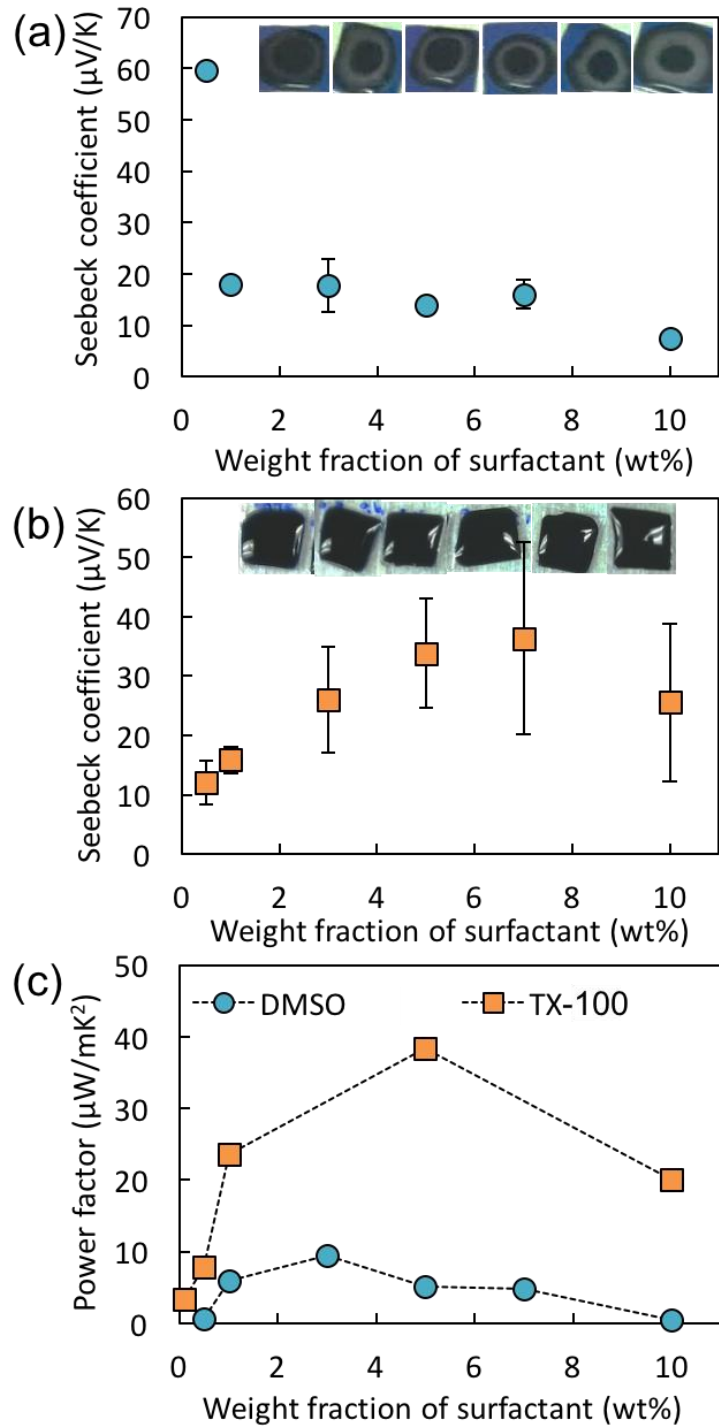 (a)
Seebeck coefficient (µV/K)
70
60
50
40
30
20
10
0
0 2 4 6 8 10
Weight fraction of surfactant (wt%)
(b)
Seebeck coefficient (µV/K)
60
50
40
30
20
10
0
0 2 4 6 8 10
Weight fraction of surfactant (wt%)
(c)
Power factor (µW/mK²)
50
40
30
20
10
0
DMSO TX-100
0 2 4 6 8 10
Weight fraction of surfactant (wt%)